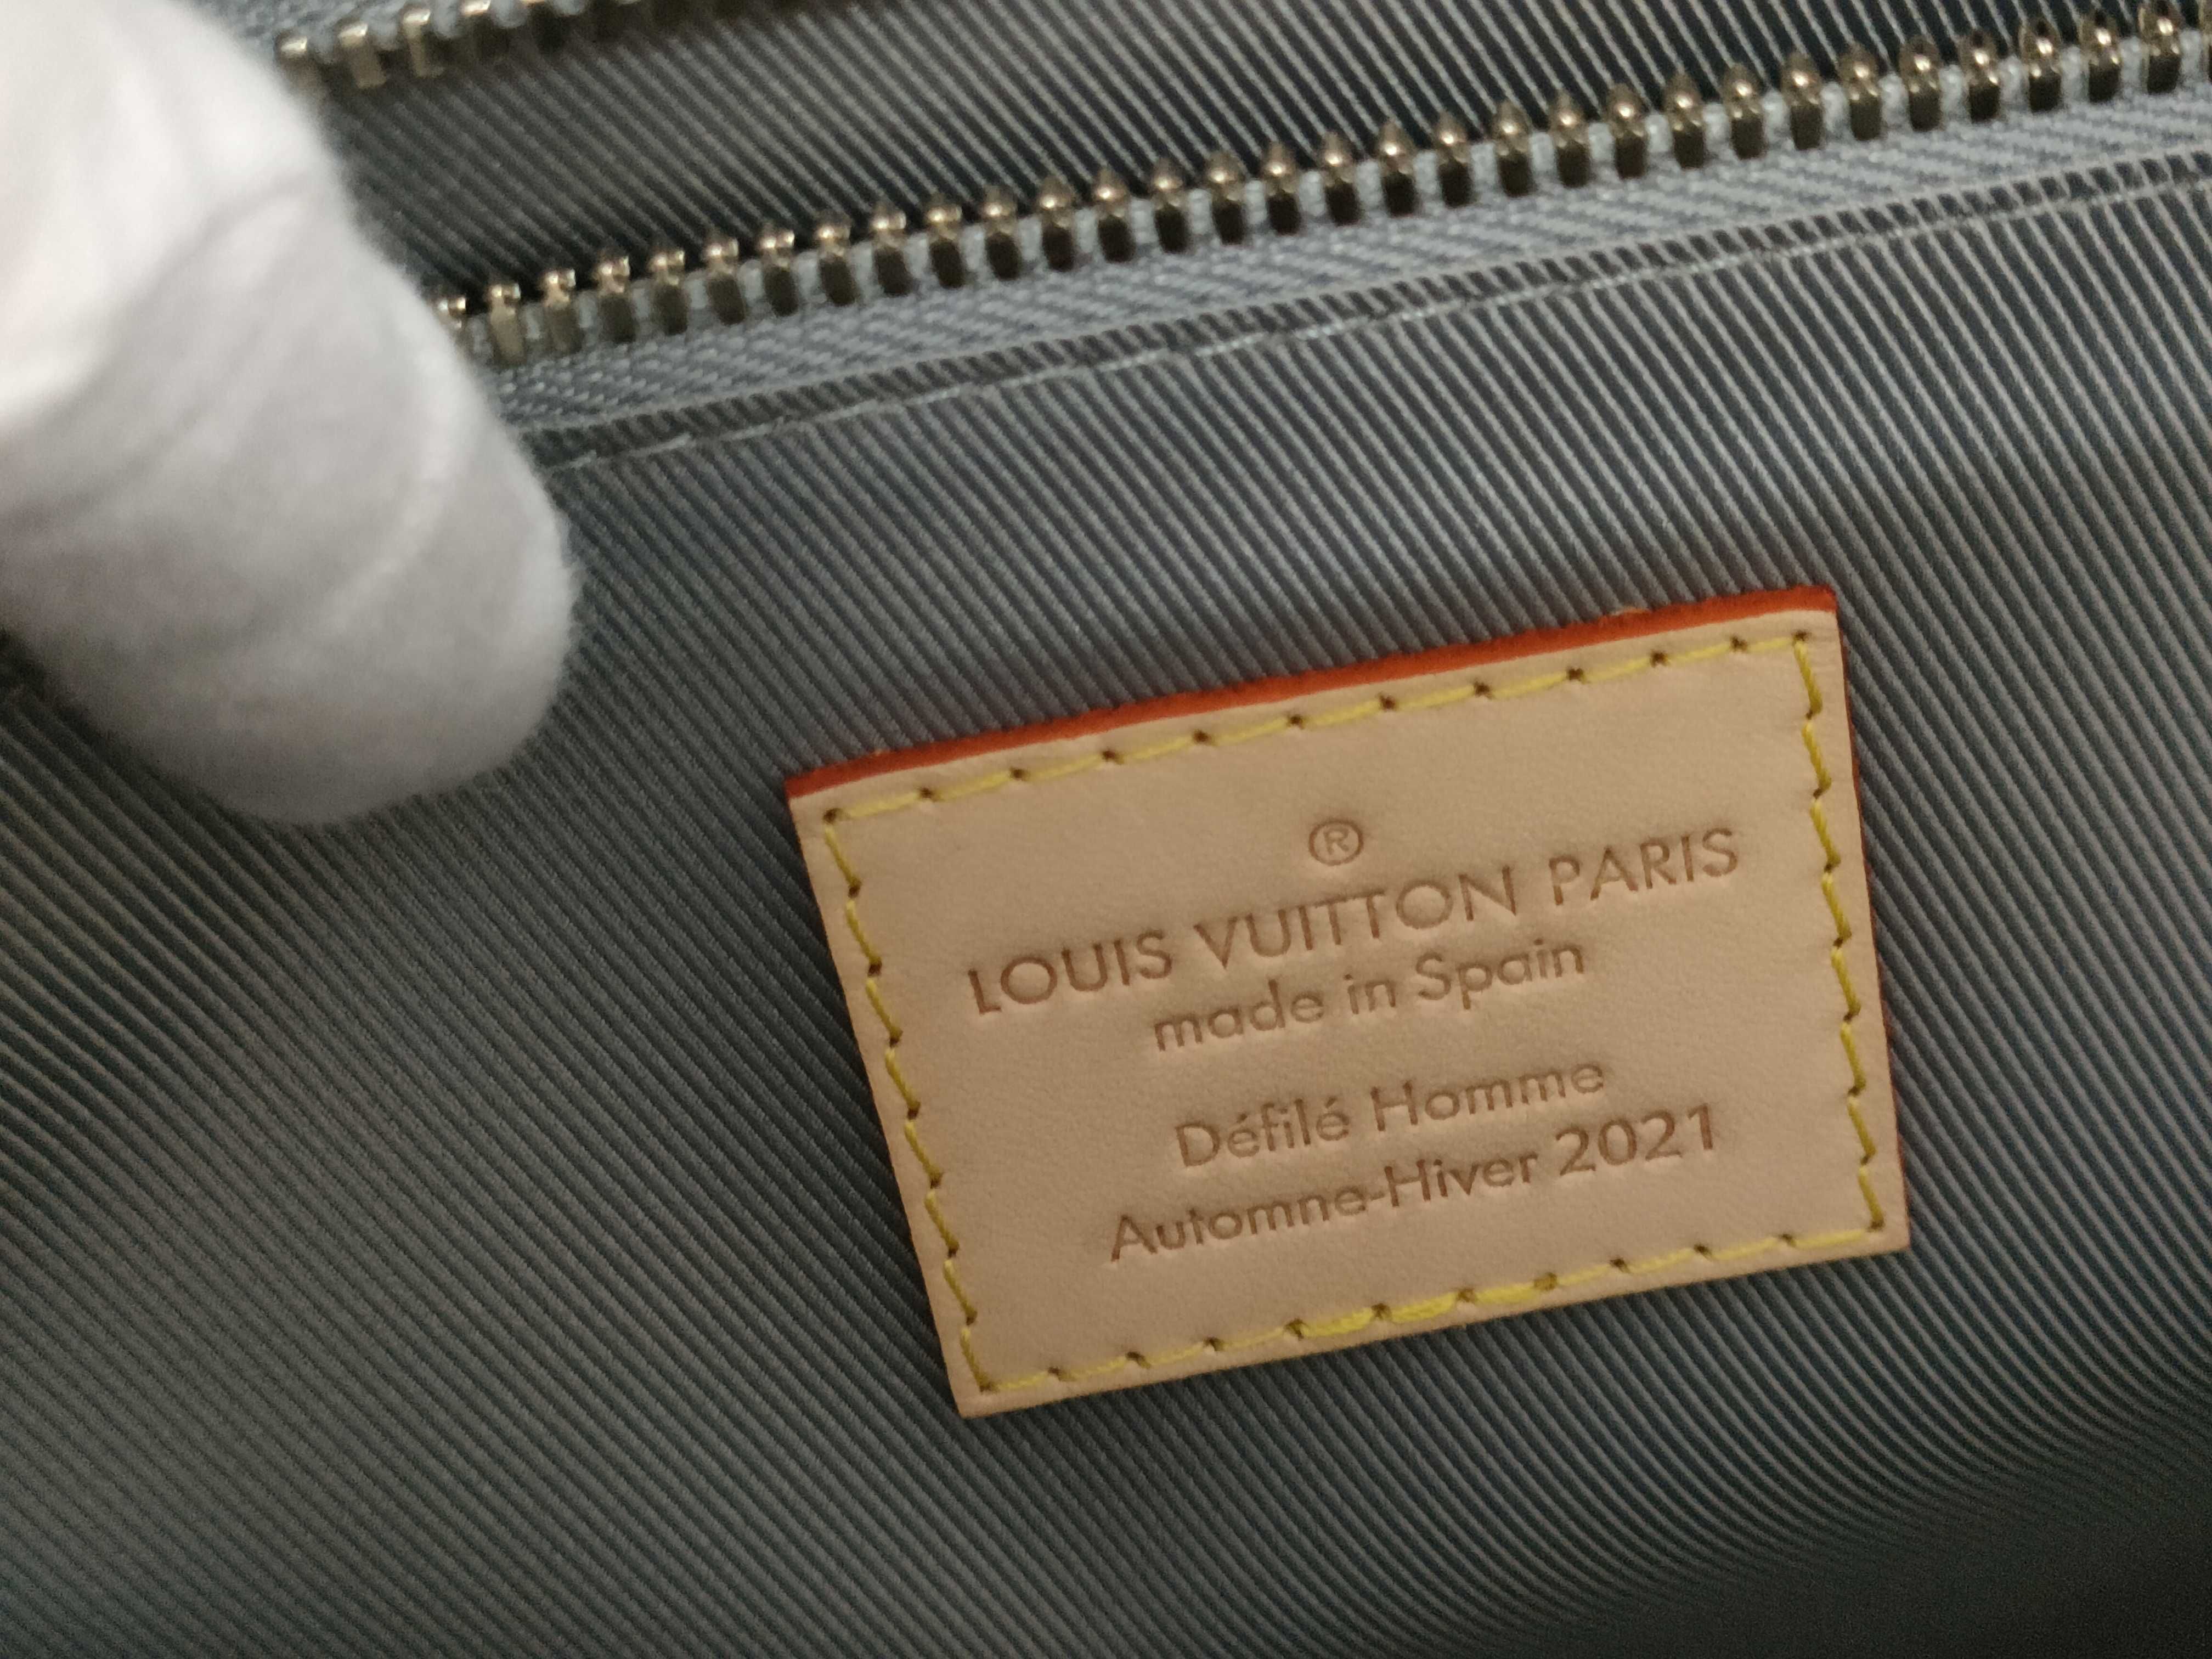 ®
LOUIS VUITTON PARIS
made in Spain
Défilé Homme
Automne-Hiver 2021